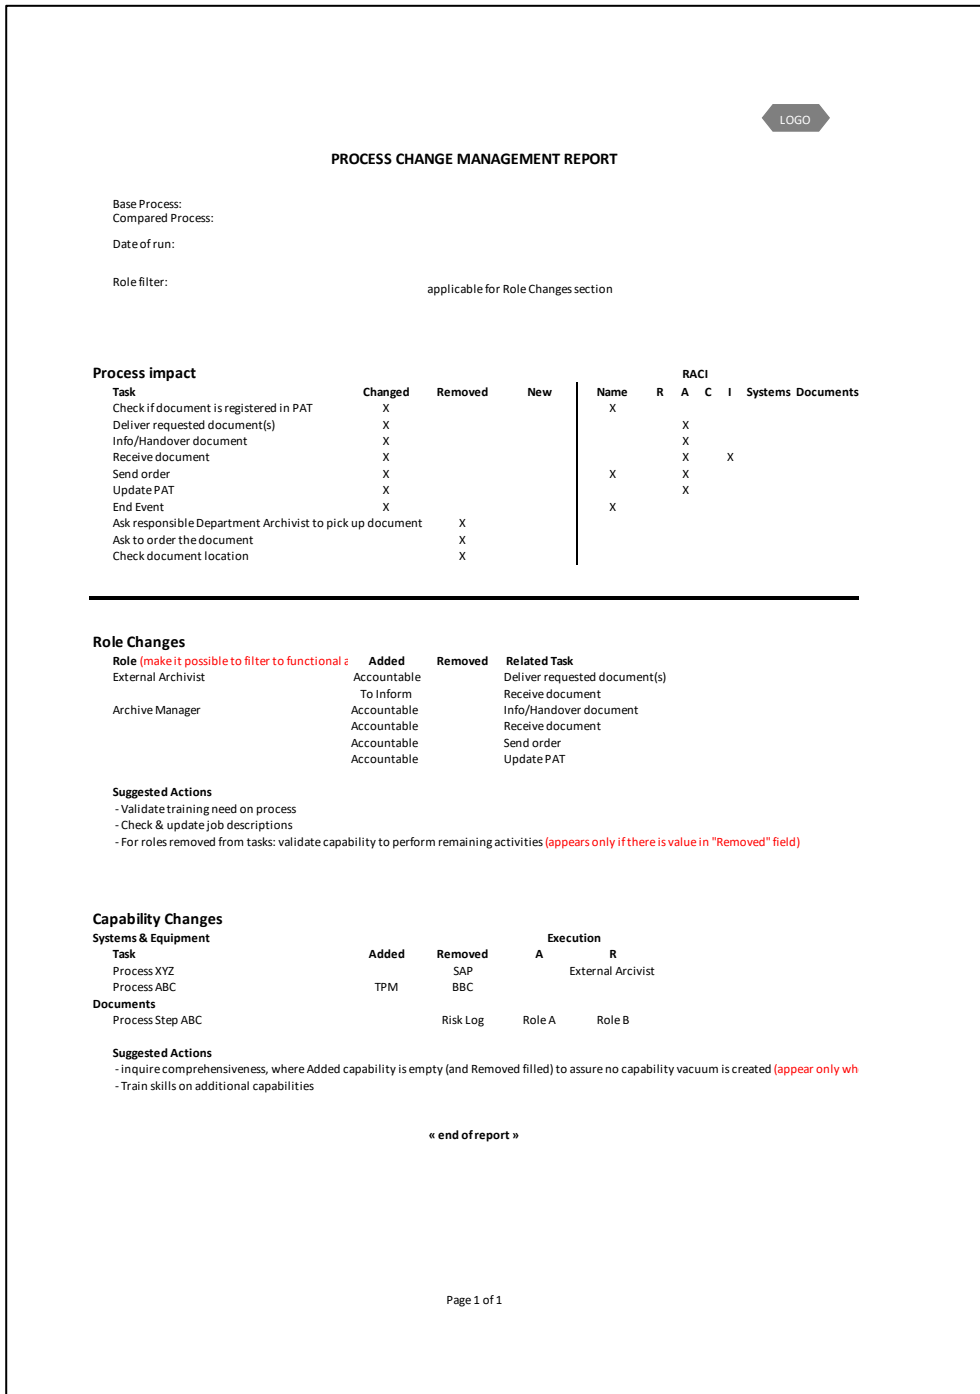 LOGO
PROCESS CHANGE MANAGEMENT REPORT
Base Process:
Compared Process:
Date of run:
Role filter:
applicable for Role Changes section
Process impact RACI
Task Changed Removed New Name R A C I Systems Documents
Check if document is registered in PAT X X
Deliver requested document(s) X X
Info/Handover document X X
Receive document X X X
Send order X X X
Update PAT X X
End Event X X
Ask responsible Department Archivist to pick up document X
Ask to order the document X
Check document location X
Role Changes
Role (make it possible to filter to functional a Added Removed Related Task
External Archivist Accountable Deliver requested document(s)
To Inform Receive document
Archive Manager Accountable Info/Handover document
Accountable Receive document
Accountable Send order
Accountable Update PAT
Suggested Actions
- Validate training need on process
- Check & update job descriptions
- For roles removed from tasks: validate capability to perform remaining activities (appears only if there is value in "Removed" field)
Capability Changes
Systems & Equipment Execution
Task Added Removed A R
Process XYZ SAP External Arcivist
Process ABC TPM BBC
Documents
Process Step ABC Risk Log Role A Role B
Suggested Actions
- inquire comprehensiveness, where Added capability is empty (and Removed filled) to assure no capability vacuum is created (appear only wh
- Train skills on additional capabilities
« end of report »
Page 1 of 1